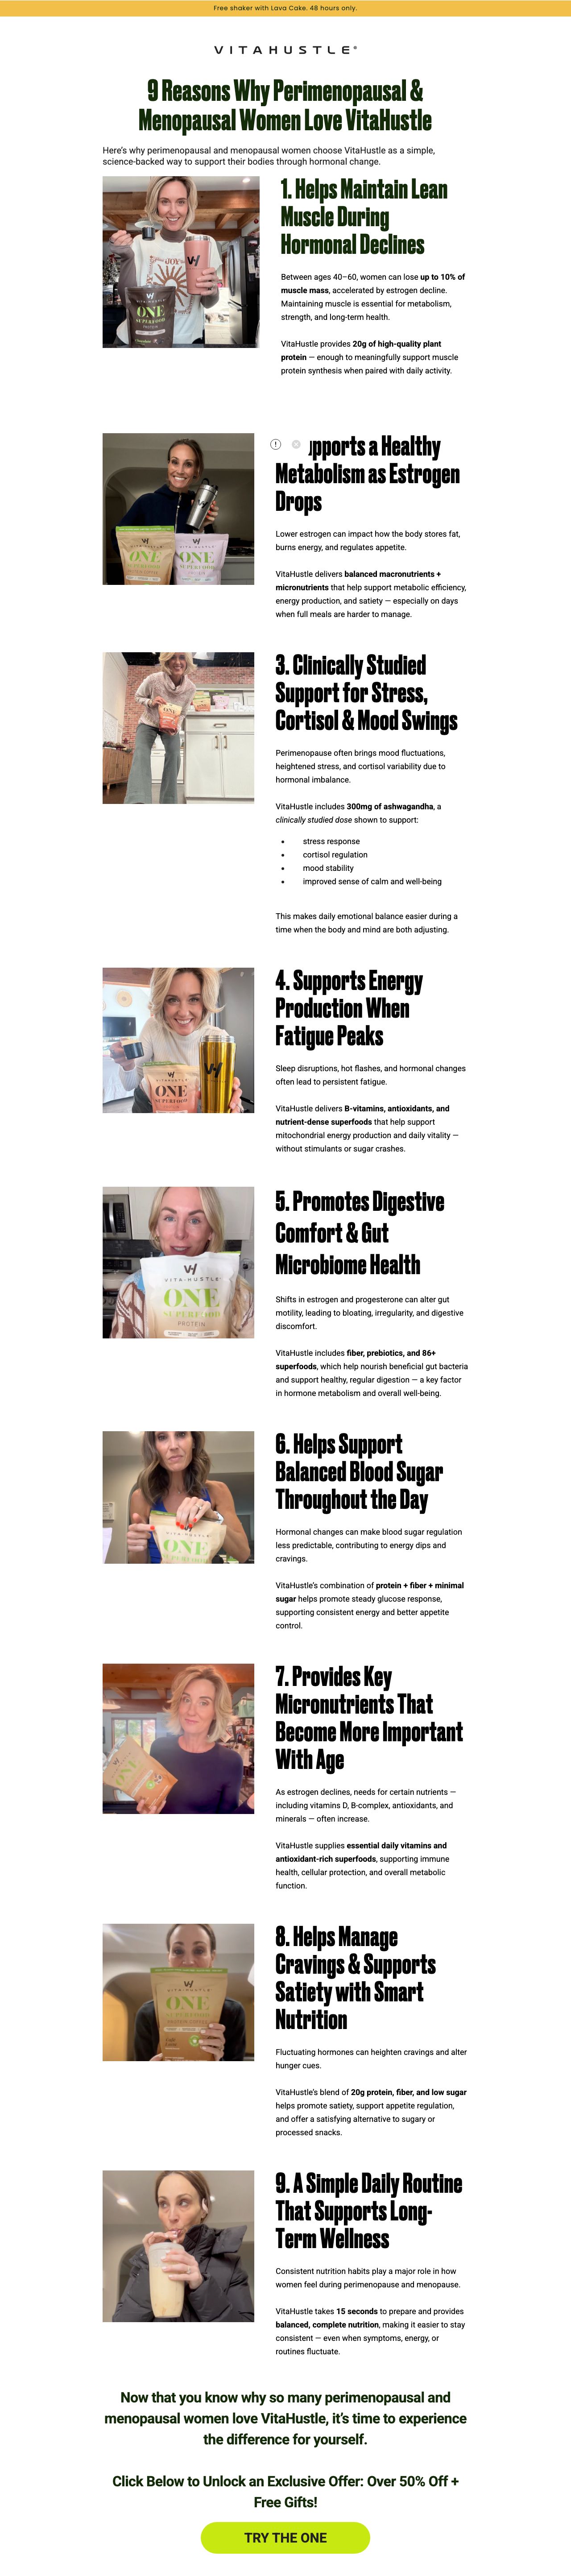 Free shaker with Lava Cake. 48 hours only.
VITAHUSTLE®
9 Reasons Why Perimenopausal &
Menopausal Women Love VitaHustle
Here's why perimenopausal and menopausal women choose VitaHustle as a simple,
science-backed way to support their bodies through hormonal change.
1. Helps Maintain Lean
Muscle During
Hormonal Declines
Between ages 40–60, women can lose up to 10% of
muscle mass, accelerated by estrogen decline.
Maintaining muscle is essential for metabolism,
strength, and long-term health.
VitaHustle provides 20g of high-quality plant
protein — enough to meaningfully support muscle
protein synthesis when paired with daily activity.
ONE
SUPERFOOD
PROTEIN
pports a Healthy
Metabolism as Estrogen
Drops
Lower estrogen can impact how the body stores fat,
burns energy, and regulates appetite.
VitaHustle delivers balanced macronutrients +
micronutrients that help support metabolic efficiency,
energy production, and satiety — especially on days
when full meals are harder to manage.
ONE
ONE
3. Clinically Studied
Support for Stress,
Cortisol & Mood Swings
Perimenopause often brings mood fluctuations,
heightened stress, and cortisol variability due to
hormonal imbalance.
VitaHustle includes 300mg of ashwagandha, a
clinically studied dose shown to support:
• stress response
• cortisol regulation
• mood stability
• improved sense of calm and well-being
This makes daily emotional balance easier during a
time when the body and mind are both adjusting.
4. Supports Energy
Production When
Fatigue Peaks
Sleep disruptions, hot flashes, and hormonal changes
often lead to persistent fatigue.
VitaHustle delivers B-vitamins, antioxidants, and
nutrient-dense superfoods that help support
mitochondrial energy production and daily vitality —
without stimulants or sugar crashes.
ONE
SUPERFOOD
5. Promotes Digestive
Comfort & Gut
Microbiome Health
Shifts in estrogen and progesterone can alter gut
motility, leading to bloating, irregularity, and digestive
discomfort.
VitaHustle includes fiber, prebiotics, and 86+
superfoods, which help nourish beneficial gut bacteria
and support healthy, regular digestion — a key factor
in hormone metabolism and overall well-being.
VITA·HUSTLE
ONE
SUPERFOOD
PROTEIN
6. Helps Support
Balanced Blood Sugar
Throughout the Day
Hormonal changes can make blood sugar regulation
less predictable, contributing to energy dips and
cravings.
VitaHustle's combination of protein + fiber + minimal
sugar helps promote steady glucose response,
supporting consistent energy and better appetite
control.
ONE
7. Provides Key
Micronutrients That
Become More Important
With Age
As estrogen declines, needs for certain nutrients —
including vitamins D, B-complex, antioxidants, and
minerals — often increase.
VitaHustle supplies essential daily vitamins and
antioxidant-rich superfoods, supporting immune
health, cellular protection, and overall metabolic
function.
8. Helps Manage
Cravings & Supports
Satiety with Smart
Nutrition
Fluctuating hormones can heighten cravings and alter
hunger cues.
VitaHustle's blend of 20g protein, fiber, and low sugar
helps promote satiety, support appetite regulation,
and offer a satisfying alternative to sugary or
processed snacks.
VITA·HUSTLE
ONE
SUPERFOOD
9. A Simple Daily Routine
That Supports Long-
Term Wellness
Consistent nutrition habits play a major role in how
women feel during perimenopause and menopause.
VitaHustle takes 15 seconds to prepare and provides
balanced, complete nutrition, making it easier to stay
consistent — even when symptoms, energy, or
routines fluctuate.
Now that you know why so many perimenopausal and
menopausal women love VitaHustle, it's time to experience
the difference for yourself.
Click Below to Unlock an Exclusive Offer: Over 50% Off +
Free Gifts!
TRY THE ONE